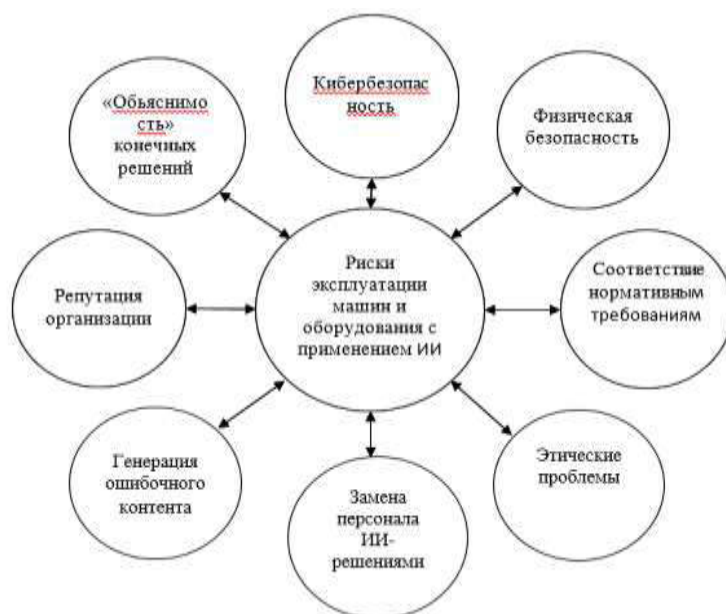 Кибербезопас
ность
«Обьяснимо
сть»
конечных
решений
Физическая
безопасность
Риски
эксплуатации
машин и
оборудования с
применением ИИ
Репутация
организации
Соответствие
нормативным
требованиям
Генерация
ошибочного
контента
Замена
персонала
ИИ-
решениями
Этические
проблемы